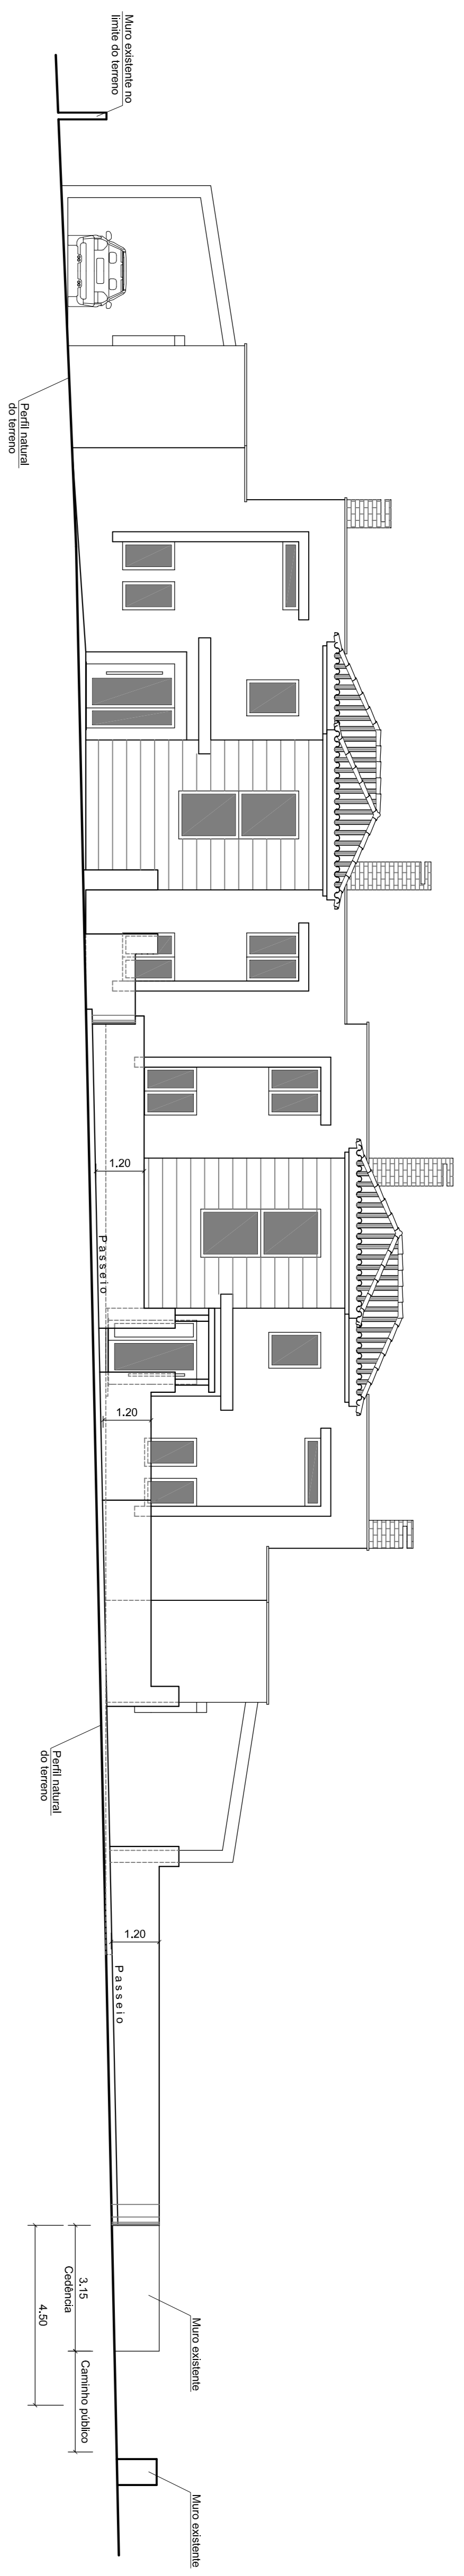 Muro existente no
limite do terreno
Perfil natural
do terreno
1.20
Passeio
1.20
Perfil natural
do terreno
1.20
Passeio
3.15
Cedência
4.50
Caminho público
Muro existente
Muro existente